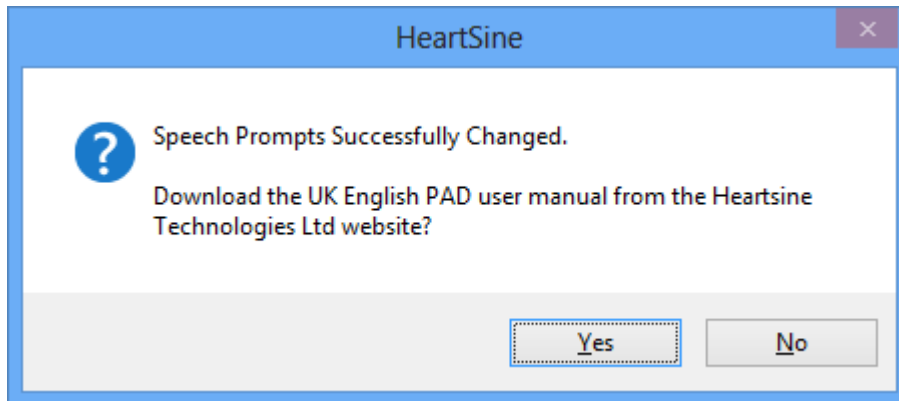 HeartSine
Speech Prompts Successfully Changed.
Download the UK English PAD user manual from the Heartsine
Technologies Ltd website?
Yes
No